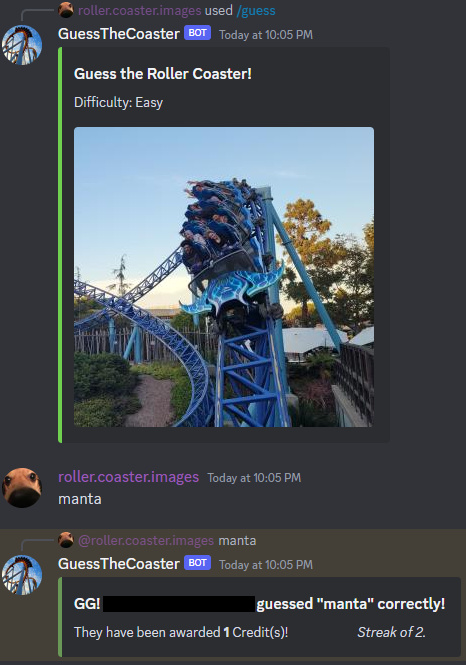 roller.coaster.images used /guess
GuessTheCoaster BOT Today at 10:05 PM
Guess the Roller Coaster!
Difficulty: Easy
roller.coaster.images Today at 10:05 PM
manta
@roller.coaster.images manta
GuessTheCoaster BOT Today at 10:05 PM
GG! guessed "manta" correctly!
They have been awarded 1 Credit(s)! Streak of 2.